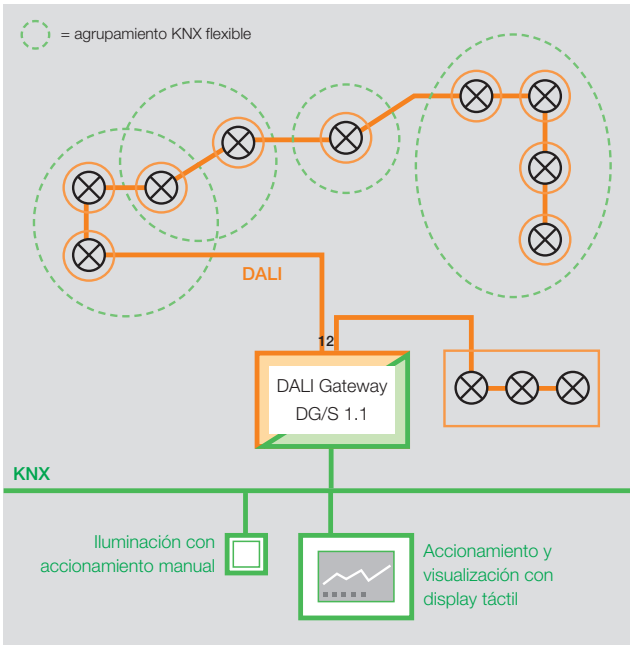 = agrupamiento KNX flexible
DALI
12
DALI Gateway
DG/S 1.1
KNX
Iluminación con
accionamiento manual
Accionamiento y
visualización con
display táctil